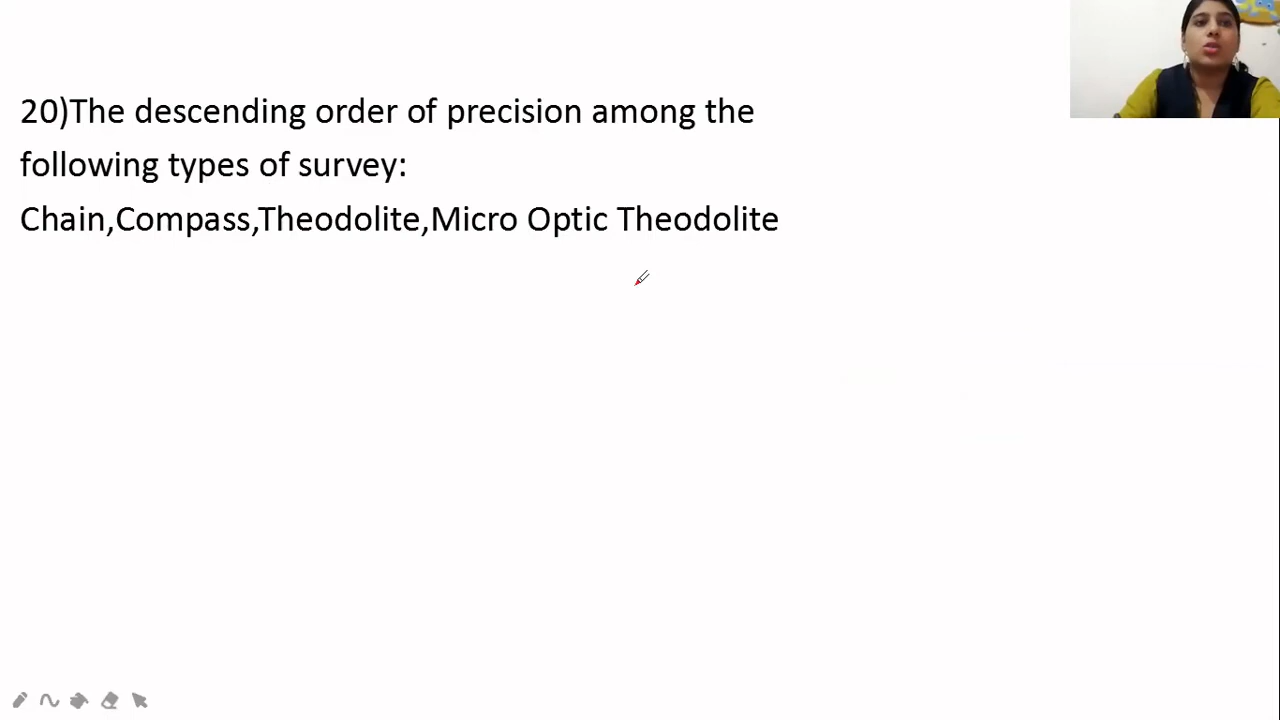 20)The descending order of precision among the
following types of survey:
Chain,Compass,Theodolite,Micro Optic Theodolite